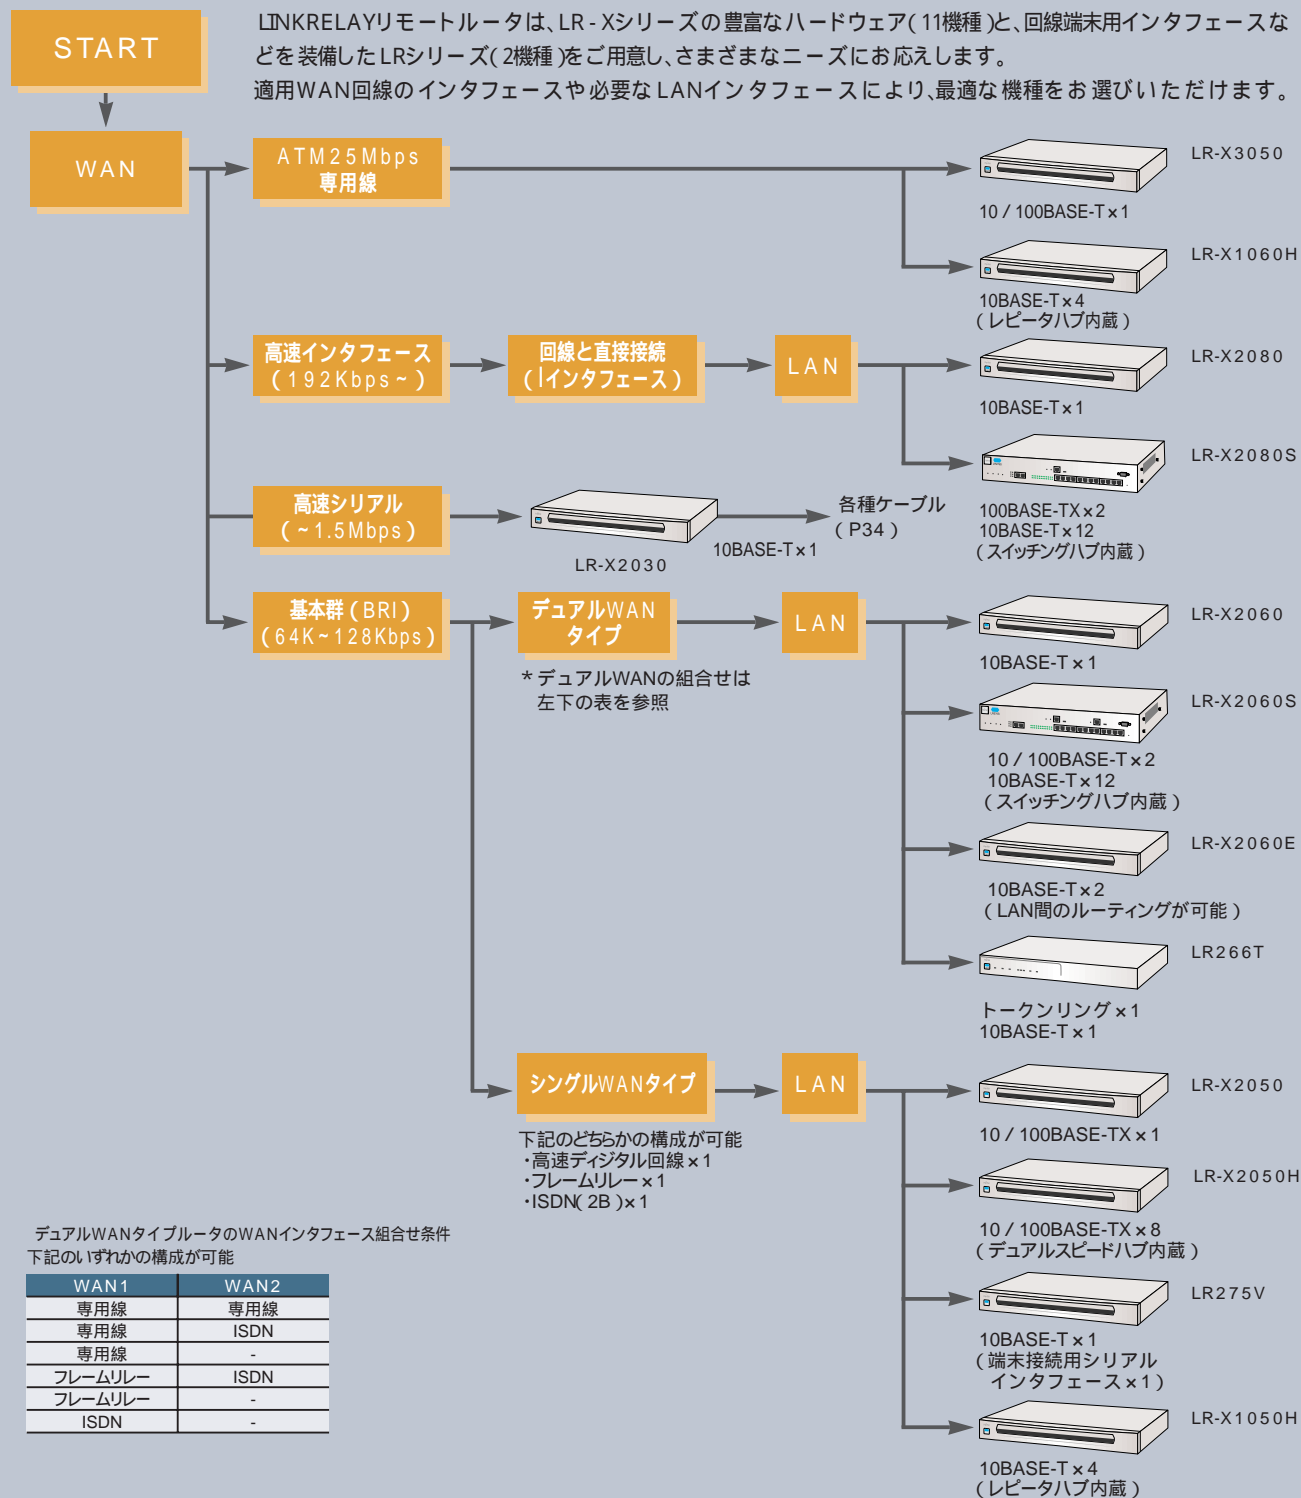 START
LINKRELAYリモートルータは、LR-Xシリーズの豊富なハードウェア(11機種)と、回線端末用インタフェースな
どを装備したLRシリーズ(2機種)をご用意し、さまざまなニーズにお応えします。
適用WAN回線のインタフェースや必要なLANインタフェースにより、最適な機種をお選びいただけます。
WAN
ATM25Mbps
専用線
LR-X3050
10/100BASE-T×1
LR-X1060H
10BASE-T×4
(レピータハブ内蔵)
高速インタフェース
(192Kbps~)
回線と直接接続
(Iインタフェース)
LAN
LR-X2080
10BASE-T×1
LR-X2080S
100BASE-TX×2
10BASE-T×12
(スイッチングハブ内蔵)
高速シリアル
(~1.5Mbps)
LR-X2030
10BASE-T×1
各種ケーブル
(P34)
基本群(BRI)
(64K~128Kbps)
デュアルWAN
タイプ
*デュアルWANの組合せは
左下の表を参照
LAN
LR-X2060
10BASE-T×1
LR-X2060S
10/100BASE-T×2
10BASE-T×12
(スイッチングハブ内蔵)
LR-X2060E
10BASE-T×2
(LAN間のルーティングが可能)
LR266T
トークンリング×1
10BASE-T×1
シングルWANタイプ
下記のどちらかの構成が可能
・高速ディジタル回線×1
・フレームリレー×1
・ISDN(2B)×1
LAN
LR-X2050
10/100BASE-TX×1
LR-X2050H
10/100BASE-TX×8
(デュアルスピードハブ内蔵)
LR275V
10BASE-T×1
(端末接続用シリアル
インタフェース×1)
LR-X1050H
10BASE-T×4
(レピータハブ内蔵)
デュアルWANタイプルータのWANインタフェース組合せ条件
下記のいずれかの構成が可能
WAN1 WAN2
専用線 専用線
専用線 ISDN
専用線 -
フレームリレー ISDN
フレームリレー -
ISDN -